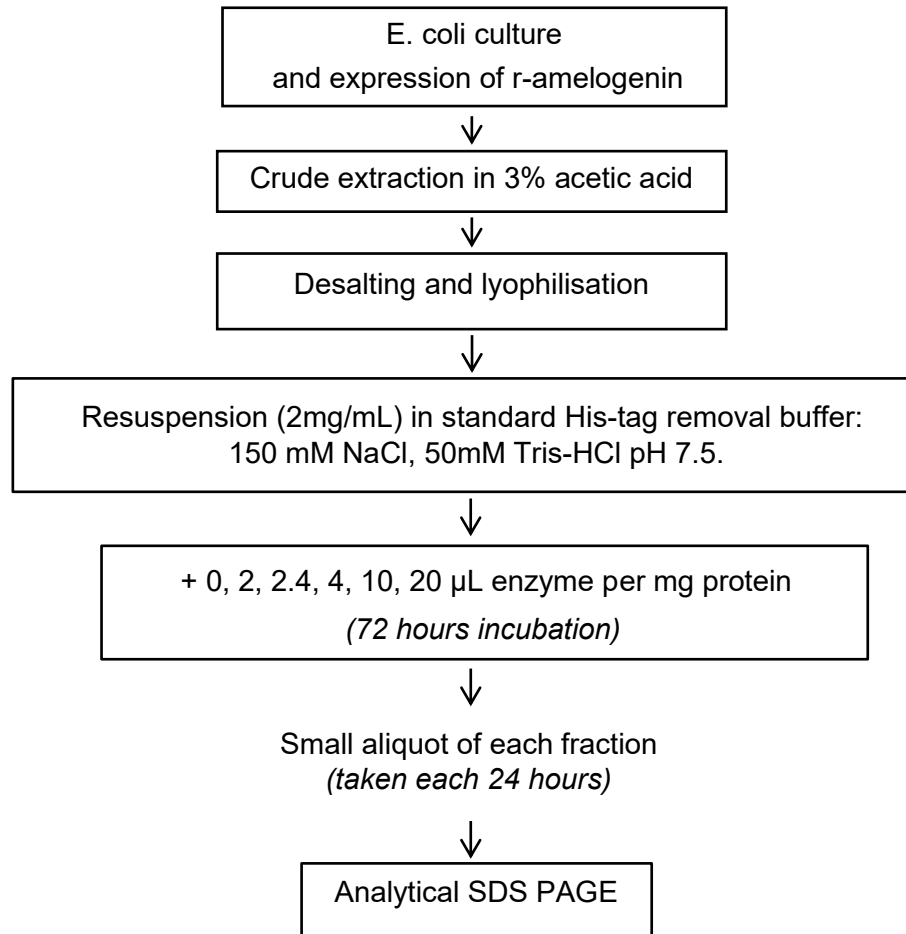 E. coli culture
and expression of r-amelogenin
Crude extraction in 3% acetic acid
Desalting and lyophilisation
Resuspension (2mg/mL) in standard His-tag removal buffer:
150 mM NaCl, 50mM Tris-HCl pH 7.5.
+ 0, 2, 2.4, 4, 10, 20 µL enzyme per mg protein
(72 hours incubation)
Small aliquot of each fraction
(taken each 24 hours)
Analytical SDS PAGE